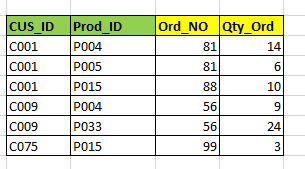 CUS_ID Prod_ID Ord_NO Qty_Ord
C001 P004 81 14
C001 P005 81 6
C001 P015 88 10
C009 P004 56 9
C009 P033 56 24
C075 P015 99 3